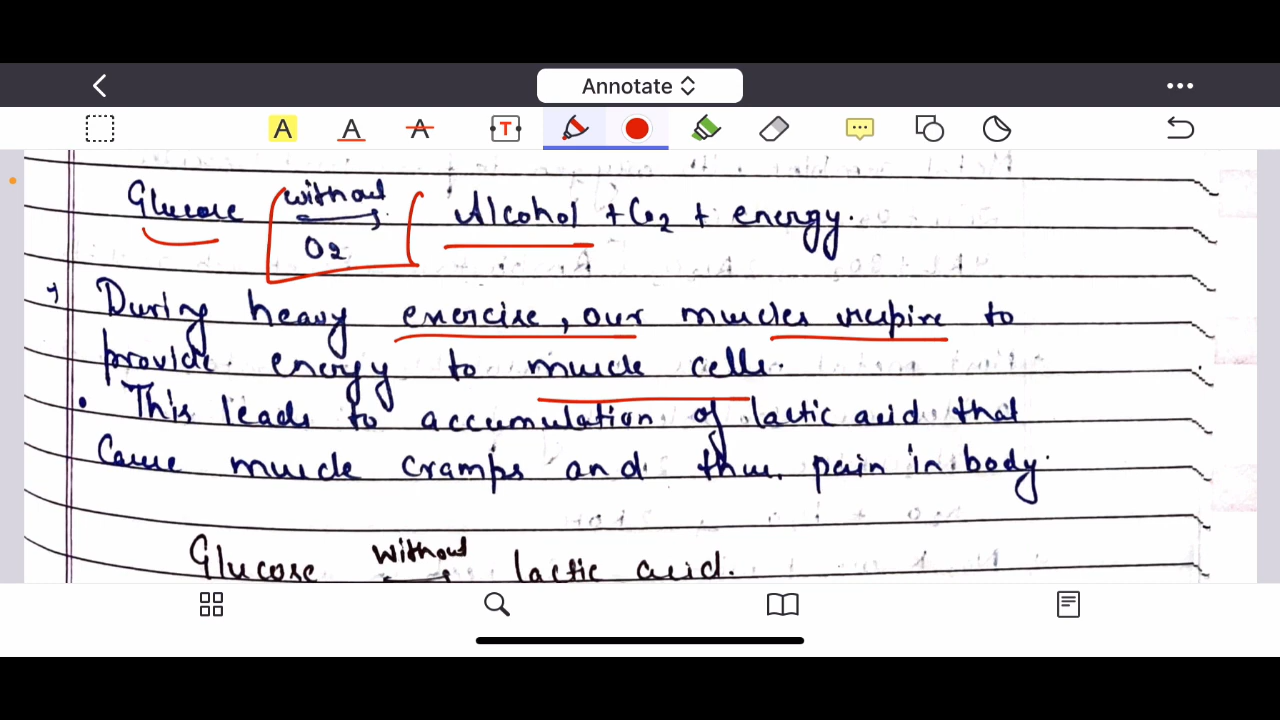 Annotate
A A A T
Glucose without Alcohol + Co2 + energy.
O2
During heavy exercise, our muscles respire to
provide energy to muscle cells.
• This leads to accumulation of lactic acid that
Cause muscle cramps and thus pain in body.
Glucose without lactic acid.